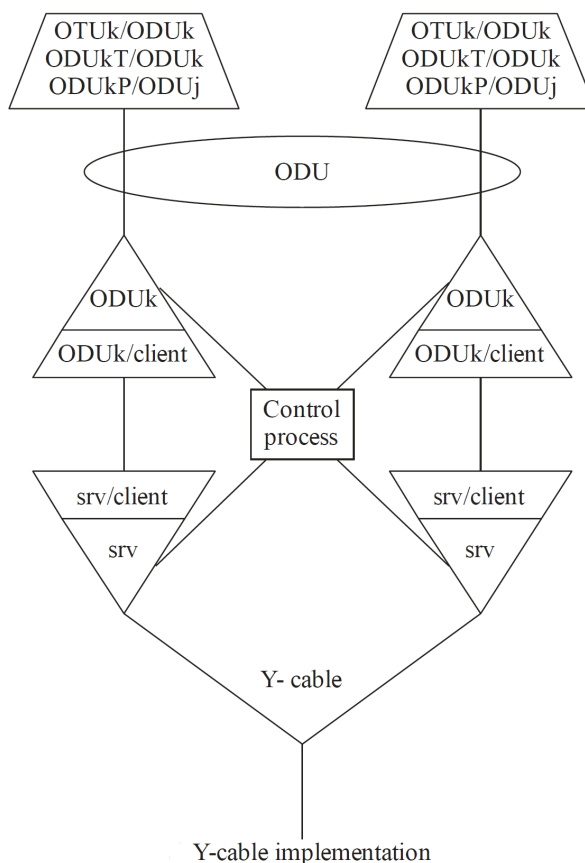 OTUk/ODUk
ODUkT/ODUk
ODUkP/ODUj
OTUk/ODUk
ODUkT/ODUk
ODUkP/ODUj
ODU
ODUk
ODUk/client
ODUk
ODUk/client
Control
process
srv/client
srv
srv/client
srv
Y- cable
Y-cable implementation